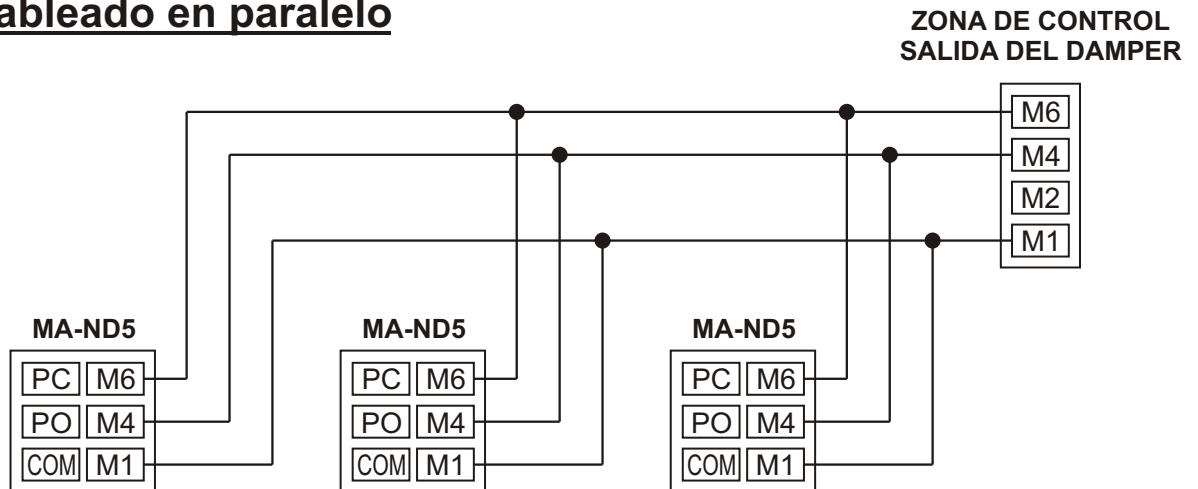 ableado en paralelo
ZONA DE CONTROL
SALIDA DEL DAMPER
M6
M4
M2
M1
MA-ND5 MA-ND5 MA-ND5
PC M6 PC M6 PC M6
PO M4 PO M4 PO M4
COM M1 COM M1 COM M1